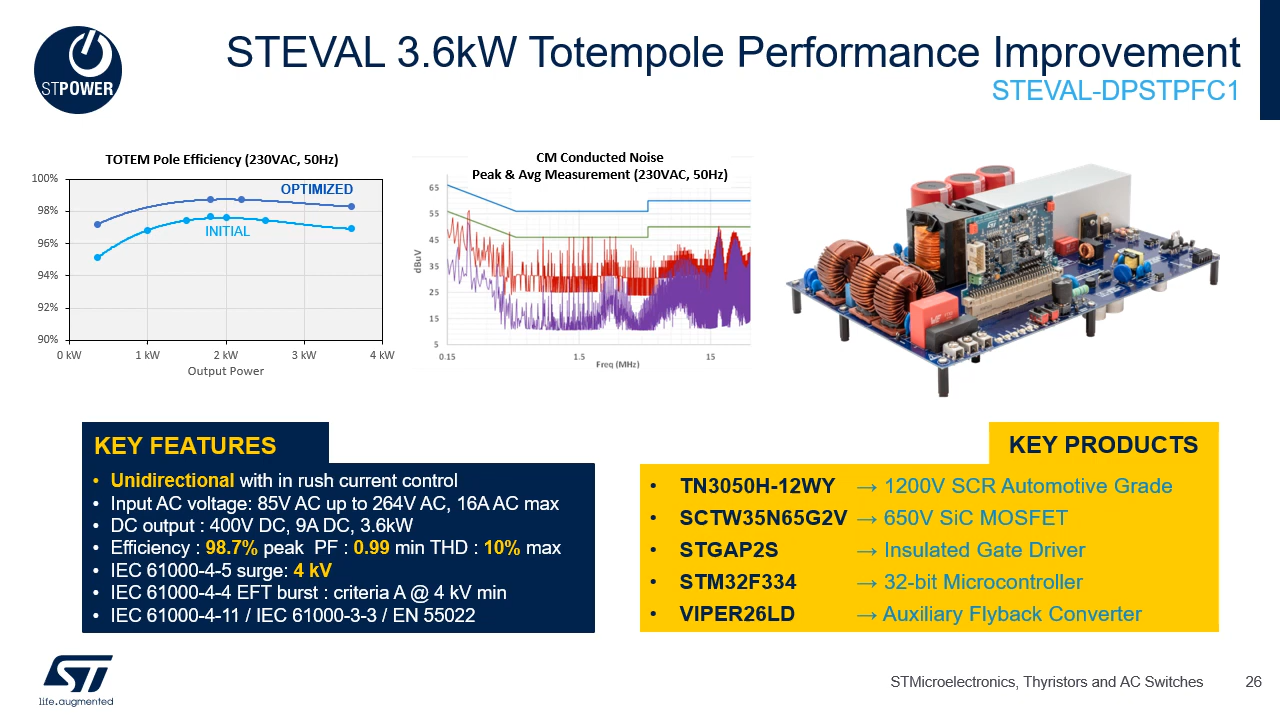 STPOWER
STEVAL 3.6kW Totempole Performance Improvement
STEVAL-DPSTPFC1
TOTEM Pole Efficiency (230VAC, 50Hz)
100%
98%
96%
94%
92%
90%
OPTIMIZED
INITIAL
0 kW
1 kW
2 kW
3 kW
4 kW
Output Power
CM Conducted Noise
Peak & Avg Measurement (230VAC, 50Hz)
dBuV
65
55
45
35
25
15
5
0.15
1.5
15
Freq (MHz)
KEY FEATURES
• Unidirectional with in rush current control
• Input AC voltage: 85V AC up to 264V AC, 16A AC max
• DC output : 400V DC, 9A DC, 3.6kW
• Efficiency : 98.7% peak PF : 0.99 min THD : 10% max
• IEC 61000-4-5 surge: 4 kV
• IEC 61000-4-4 EFT burst : criteria A @ 4 kV min
• IEC 61000-4-11 / IEC 61000-3-3 / EN 55022
KEY PRODUCTS
• TN3050H-12WY → 1200V SCR Automotive Grade
• SCTW35N65G2V → 650V SiC MOSFET
• STGAP2S → Insulated Gate Driver
• STM32F334 → 32-bit Microcontroller
• VIPER26LD → Auxiliary Flyback Converter
ST
life.augmented
STMicroelectronics, Thyristors and AC Switches
26